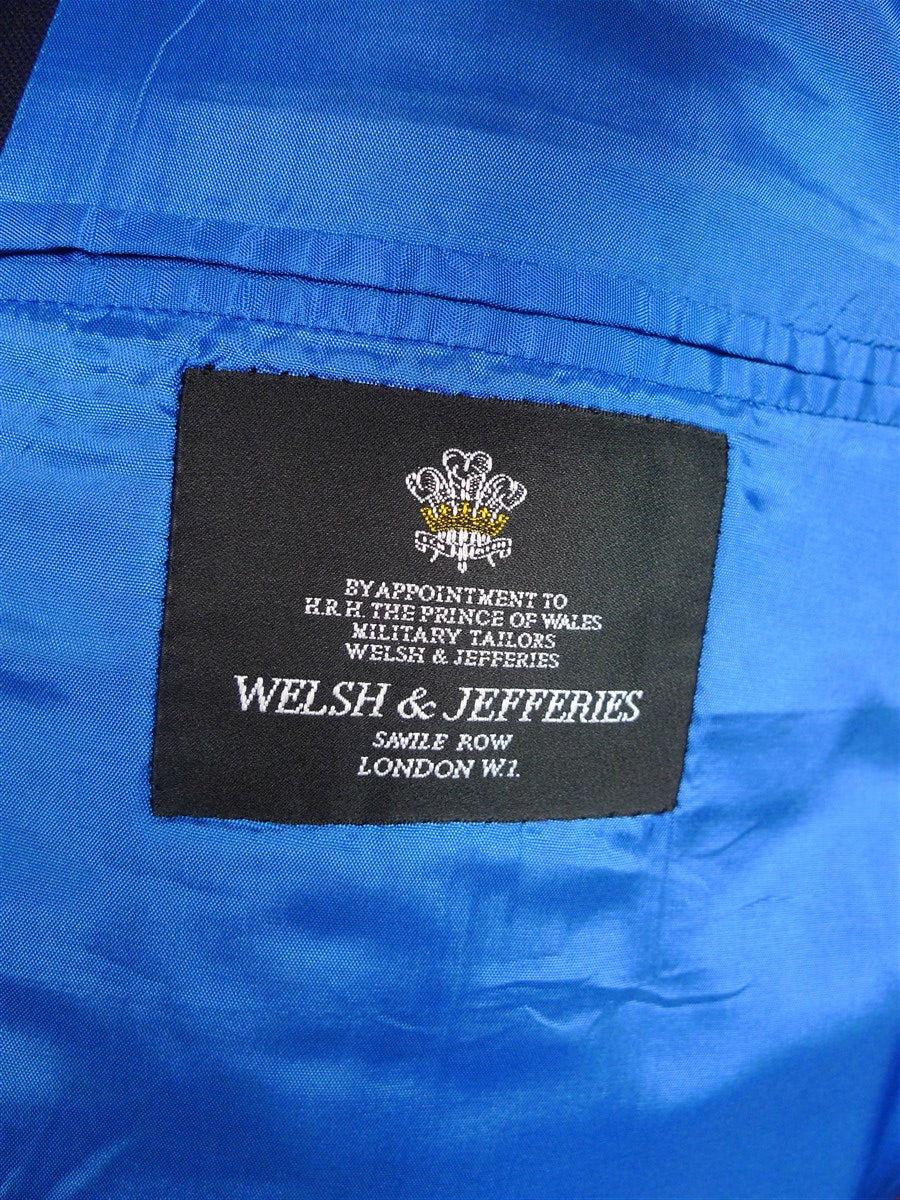 BY APPOINTMENT TO
H.R.H. THE PRINCE OF WALES
MILITARY TAILORS
WELSH & JEFFERIES
WELSH & JEFFERIES
SAVILE ROW
LONDON W.1.